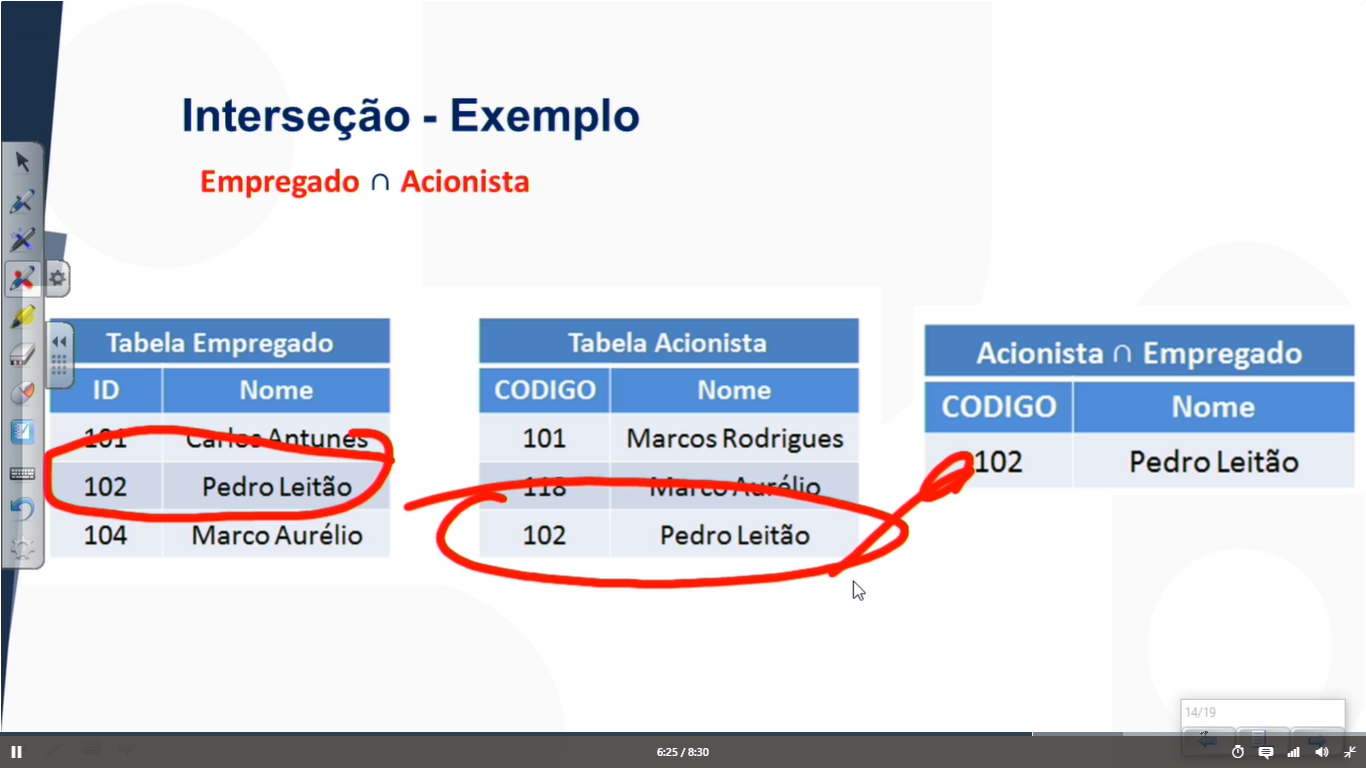 Interseção - Exemplo
Empregado ∩ Acionista
Tabela Empregado
ID Nome
101 Carlos Antunes
102 Pedro Leitão
104 Marco Aurélio
Tabela Acionista
CODIGO Nome
101 Marcos Rodrigues
118 Marco Aurélio
102 Pedro Leitão
Acionista ∩ Empregado
CODIGO Nome
102 Pedro Leitão
14/19
6:25 / 8:30